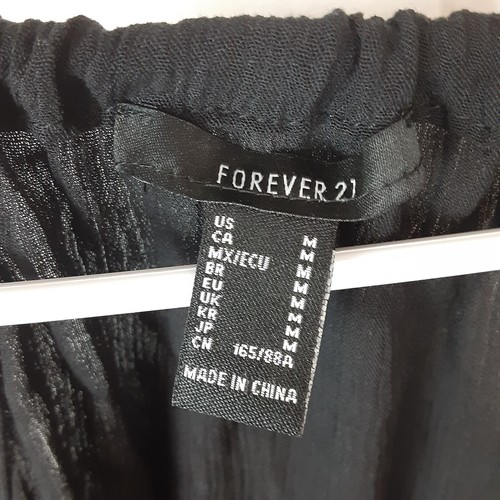 FOREVER 21
US M
CA M
MX/ECU M
BR M
EU M
UK M
KR M
JP M
CN 165/88A
MADE IN CHINA